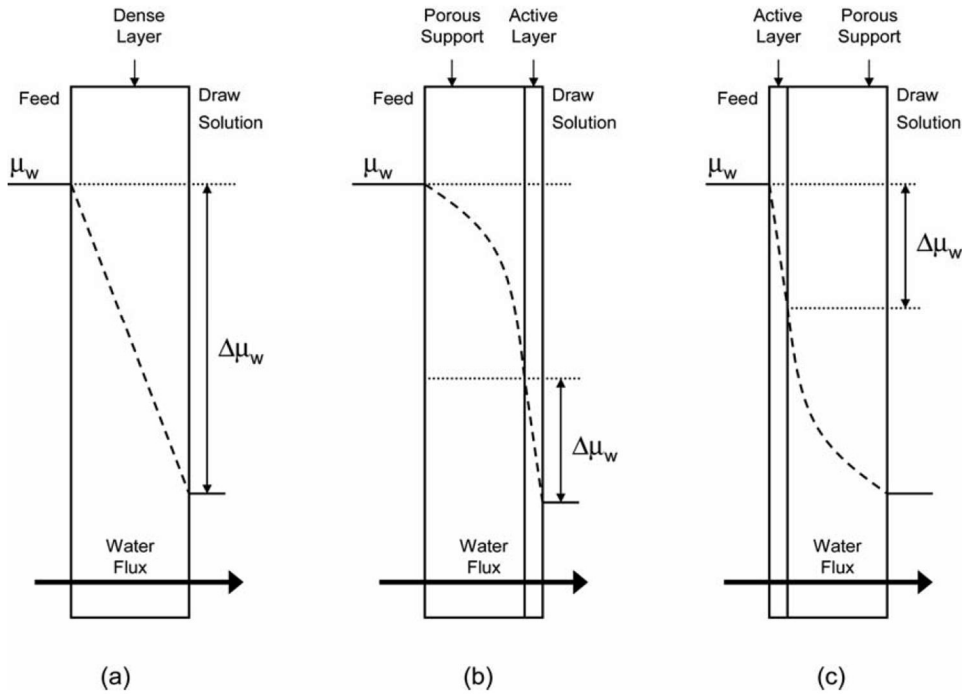 Dense
Layer
Feed
Draw
Solution
μw
Δμw
Water
Flux
(a)
Porous
Support
Active
Layer
Feed
Draw
Solution
μw
Δμw
Water
Flux
(b)
Active
Layer
Porous
Support
Feed
Draw
Solution
μw
Δμw
Water
Flux
(c)